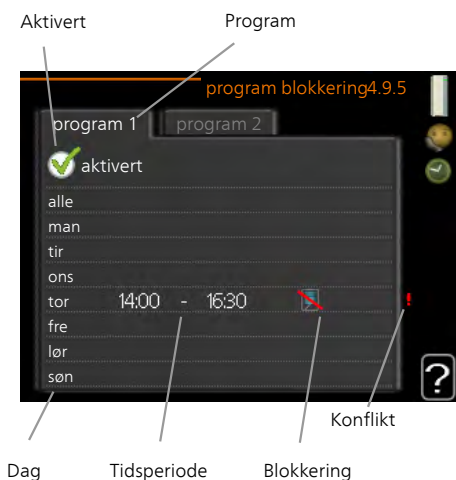 Aktivert
Program
program blokkering4.9.5
program 1
program 2
aktivert
alle
man
tir
ons
tor 14:00 - 16:30 !
fre
lør
søn
?
Konflikt
Dag
Tidsperiode
Blokkering